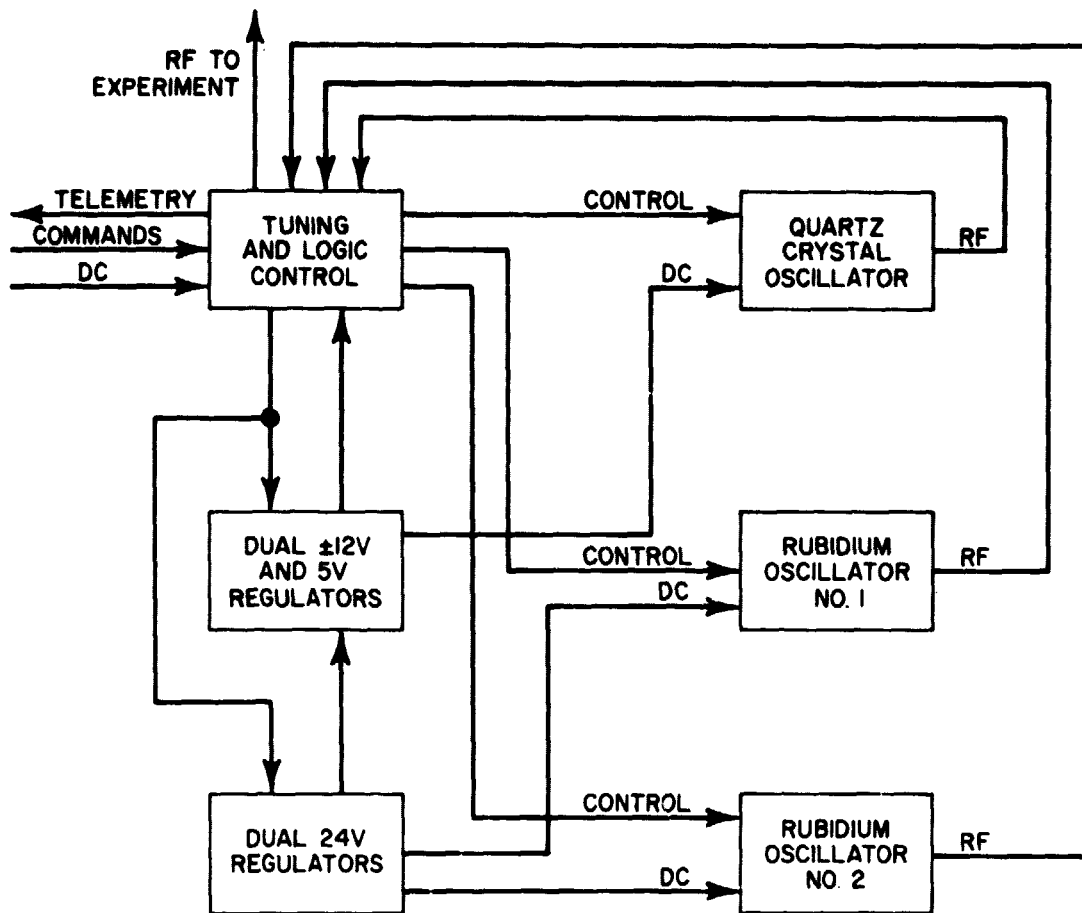 RF TO
EXPERIMENT
TELEMETRY
COMMANDS
DC
TUNING
AND LOGIC
CONTROL
CONTROL
DC
QUARTZ
CRYSTAL
OSCILLATOR
RF
DUAL ±12V
AND 5V
REGULATORS
CONTROL
DC
RUBIDIUM
OSCILLATOR
NO. 1
RF
DUAL 24V
REGULATORS
CONTROL
DC
RUBIDIUM
OSCILLATOR
NO. 2
RF